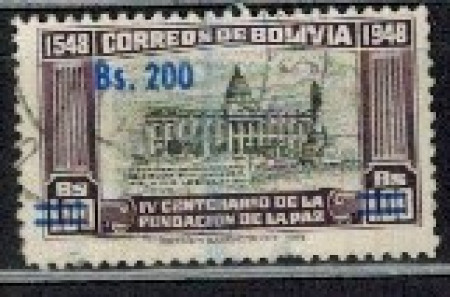 1548 CORREOS DE BOLIVIA 1948
Bs. 200
Bs Bs
IV CENTENARIO DE LA
FUNDACION DE LA PAZ